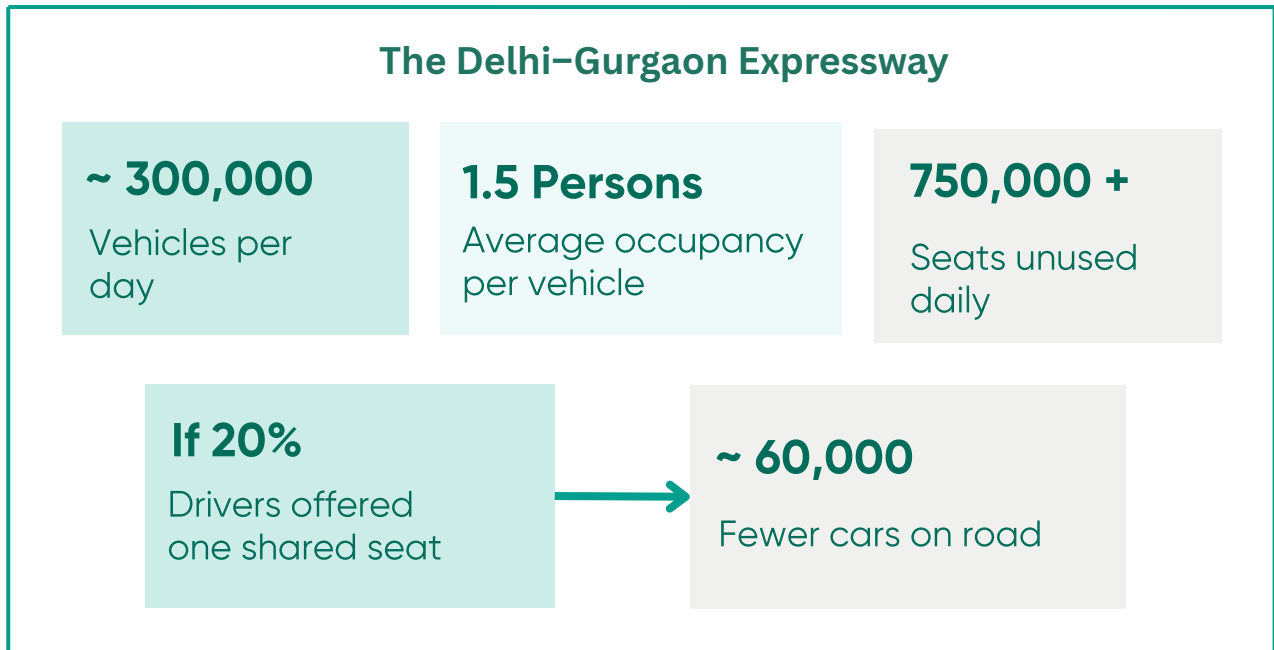 The Delhi–Gurgaon Expressway
~ 300,000
Vehicles per
day
1.5 Persons
Average occupancy
per vehicle
750,000 +
Seats unused
daily
If 20%
Drivers offered
one shared seat
~ 60,000
Fewer cars on road